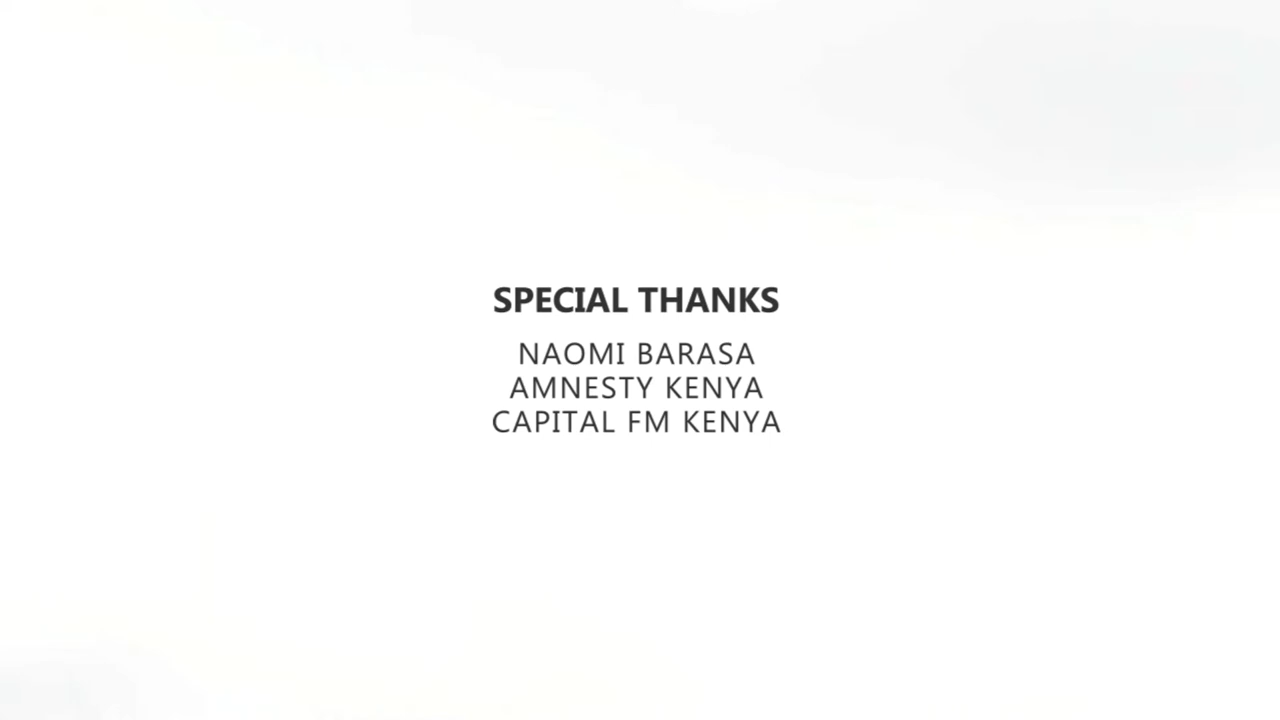 SPECIAL THANKS
NAOMI BARASA
AMNESTY KENYA
CAPITAL FM KENYA